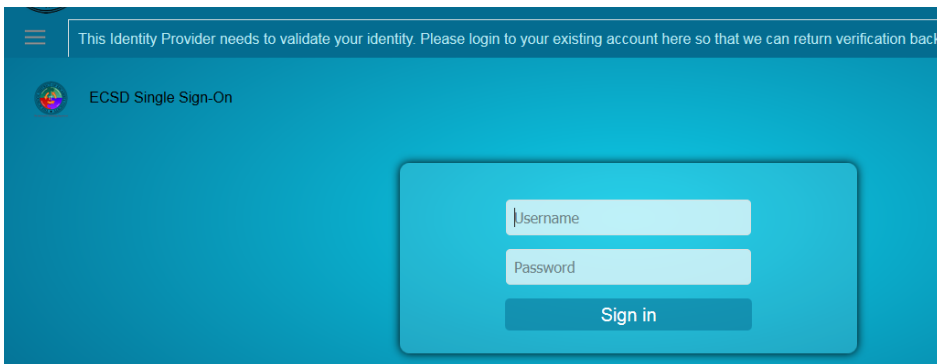 This Identity Provider needs to validate your identity. Please login to your existing account here so that we can return verification back
ECSD Single Sign-On
Username
Password
Sign in